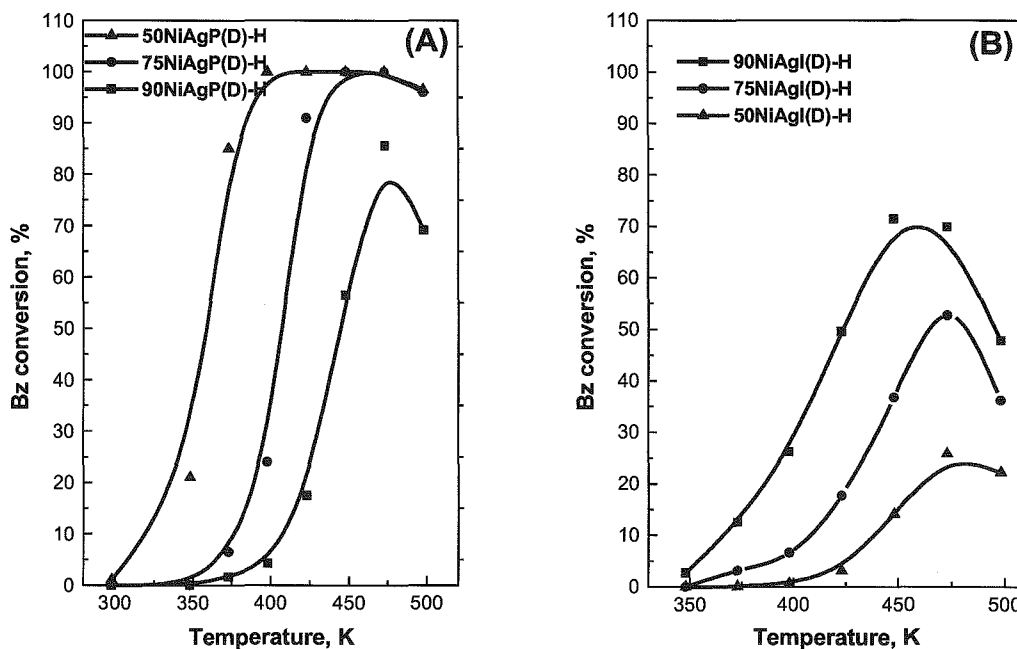 (A)
50NiAgP(D)-H
75NiAgP(D)-H
90NiAgP(D)-H
110
100
90
80
70
60
50
40
30
20
10
0
Bz conversion, %
300 350 400 450 500
Temperature, K
(B)
90NiAgI(D)-H
75NiAgI(D)-H
50NiAgI(D)-H
110
100
90
80
70
60
50
40
30
20
10
0
Bz conversion, %
350 400 450 500
Temperature, K